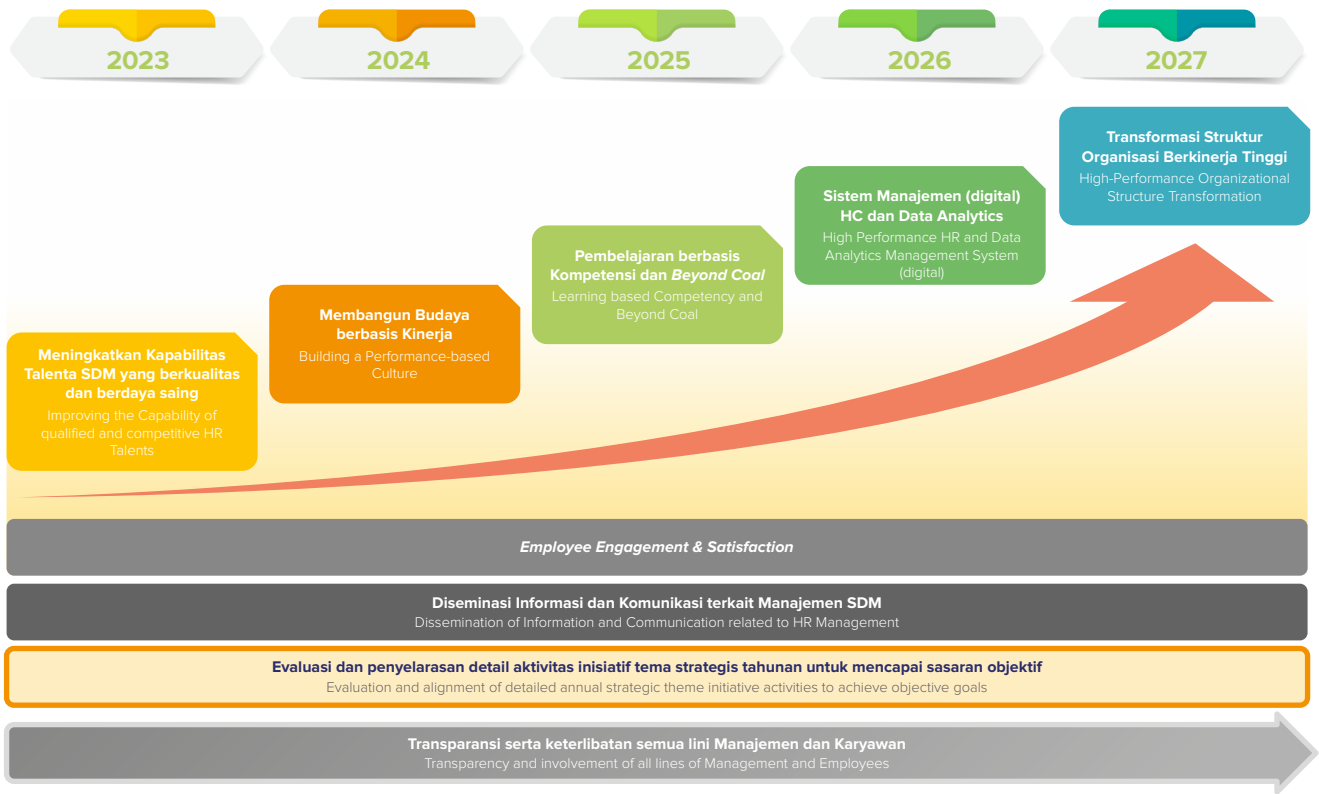 2023
2024
2025
2026
2027
Meningkatkan Kapabilitas
Talenta SDM yang berkualitas
dan berdaya saing
Improving the Capability of
qualified and competitive HR
Talents
Membangun Budaya
berbasis Kinerja
Building a Performance-based
Culture
Pembelajaran berbasis
Kompetensi dan Beyond Coal
Learning based Competency and
Beyond Coal
Sistem Manajemen (digital)
HC dan Data Analytics
High Performance HR and Data
Analytics Management System
(digital)
Transformasi Struktur
Organisasi Berkinerja Tinggi
High-Performance Organizational
Structure Transformation
Employee Engagement & Satisfaction
Diseminasi Informasi dan Komunikasi terkait Manajemen SDM
Dissemination of Information and Communication related to HR Management
Evaluasi dan penyelarasan detail aktivitas inisiatif tema strategis tahunan untuk mencapai sasaran objektif
Evaluation and alignment of detailed annual strategic theme initiative activities to achieve objective goals
Transparansi serta keterlibatan semua lini Manajemen dan Karyawan
Transparency and involvement of all lines of Management and Employees